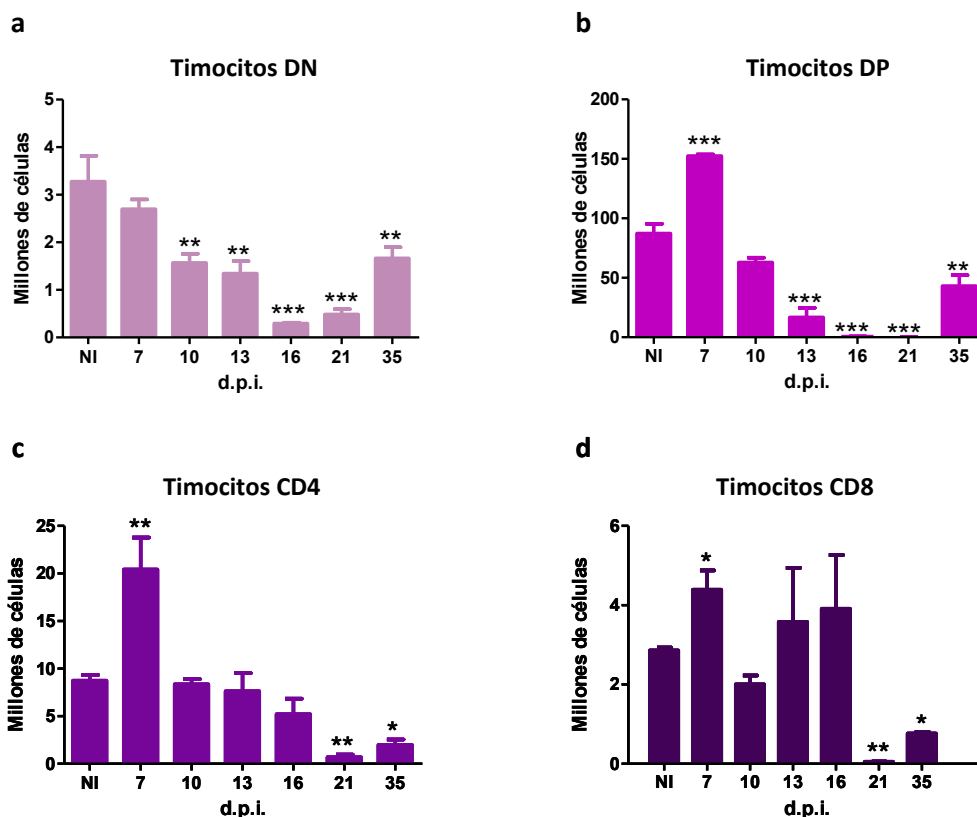 a
Timocitos DN
Millones de células
5
4
3
2
1
0
** ** *** *** **
NI 7 10 13 16 21 35
d.p.i.
b
Timocitos DP
Millones de células
200
150
100
50
0
*** *** *** *** **
NI 7 10 13 16 21 35
d.p.i.
c
Timocitos CD4
Millones de células
25
20
15
10
5
0
** ** *
NI 7 10 13 16 21 35
d.p.i.
d
Timocitos CD8
Millones de células
6
4
2
0
* ** *
NI 7 10 13 16 21 35
d.p.i.